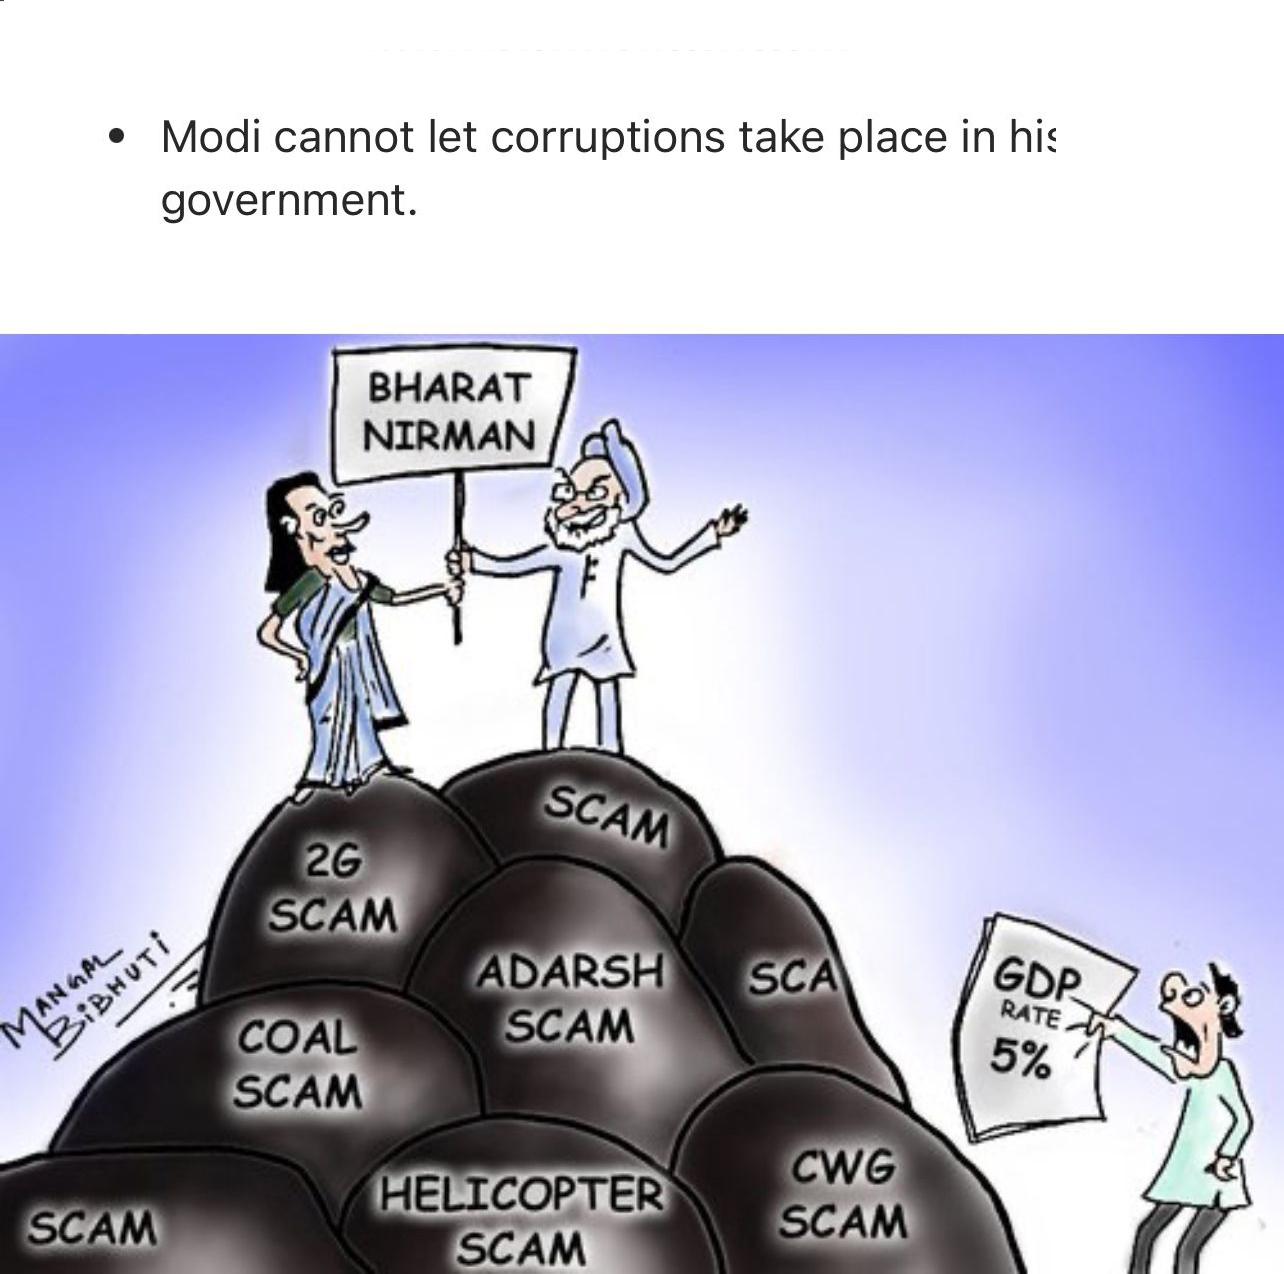 Modi cannot let corruptions take place in his
government.
BHARAT
NIRMAN
SCAM
2G
SCAM
ADARSH
SCAM
SCA
GDP
RATE
5%
MANGAL
BIBHUTI
COAL
SCAM
CWG
SCAM
HELICOPTER
SCAM
SCAM